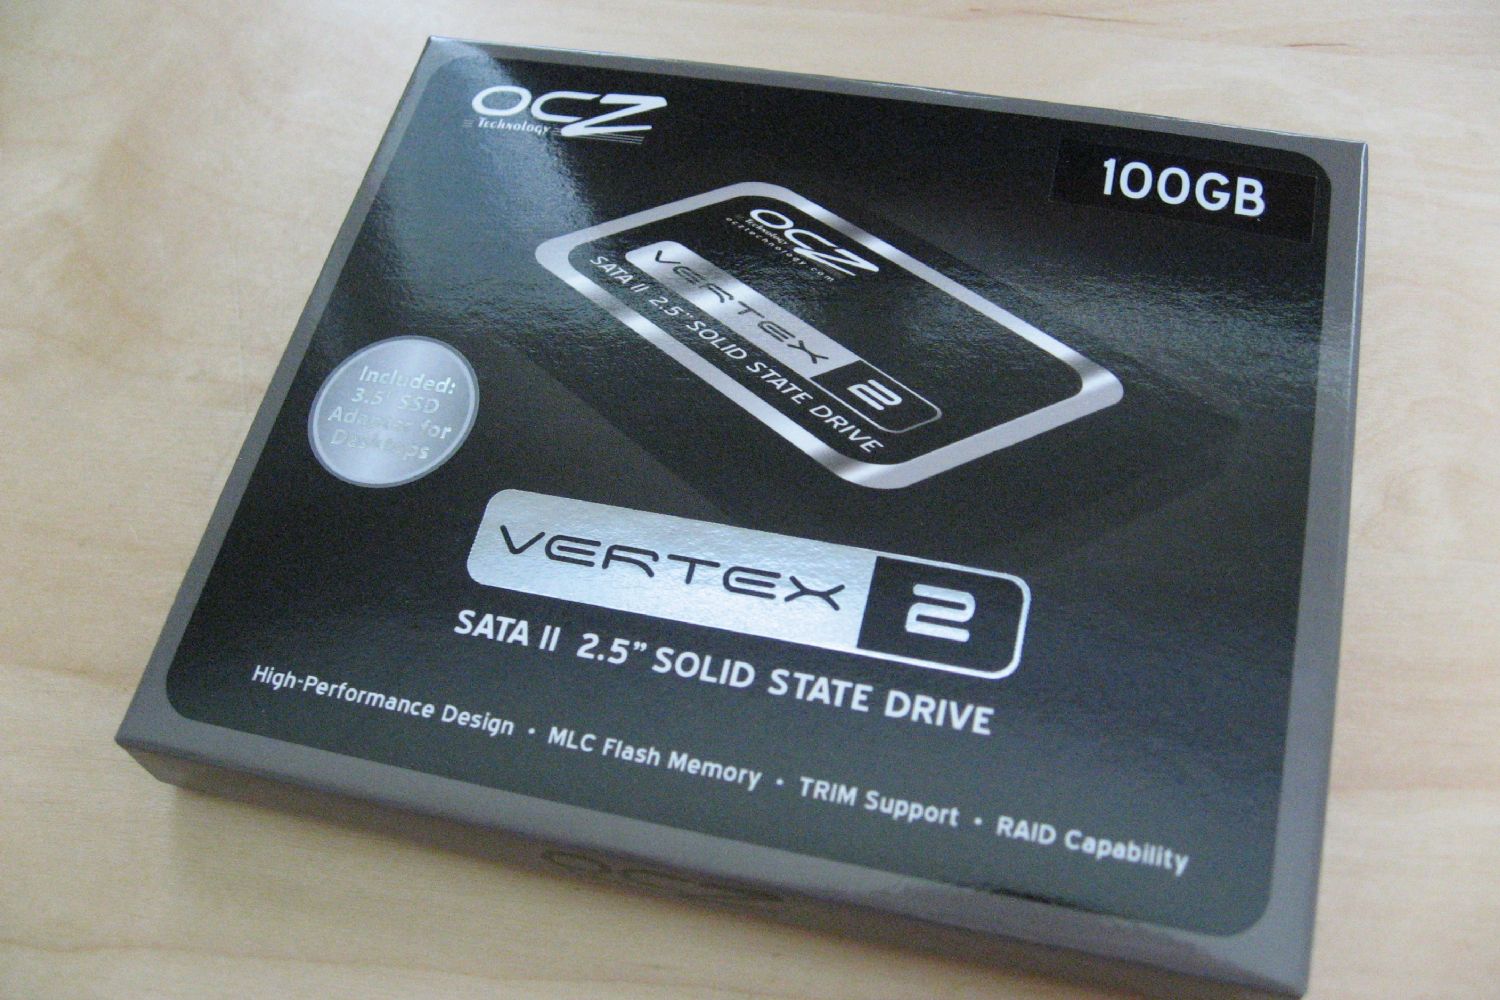 OCZ
Technology
100GB
OCZ
Technology
ocztechnology.com
VERTEX 2
SATA II 2.5" SOLID STATE DRIVE
Included:
3.5" SSD
Adapter for
Desktops
VERTEX 2
SATA II 2.5" SOLID STATE DRIVE
High-Performance Design · MLC Flash Memory · TRIM Support · RAID Capability
OCZ